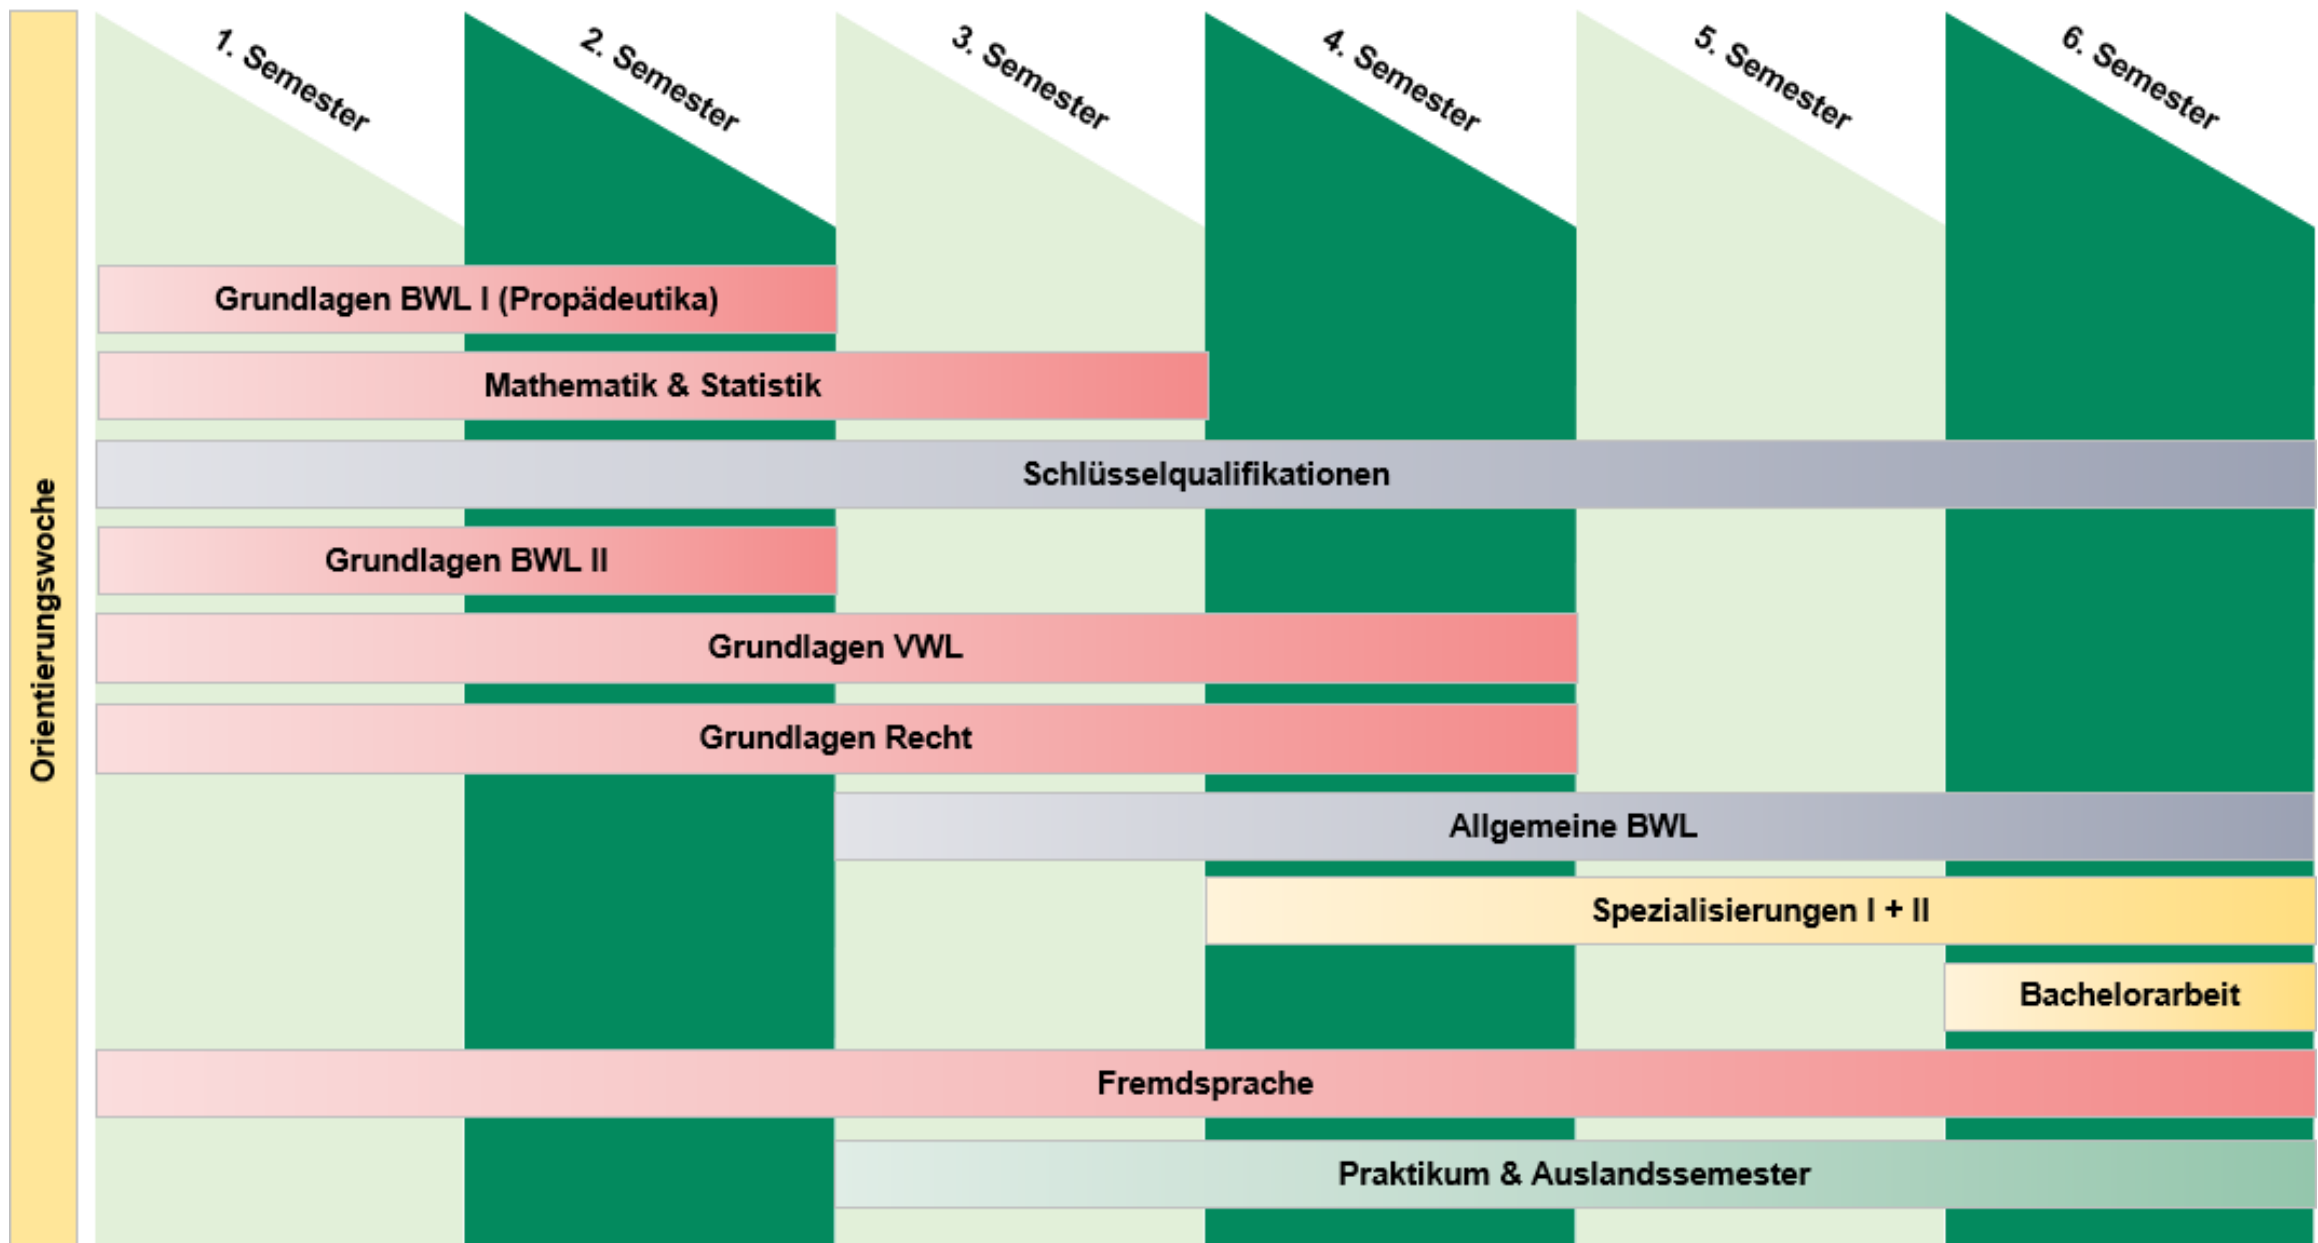 Orientierungswoche
1. Semester
2. Semester
3. Semester
4. Semester
5. Semester
6. Semester
Grundlagen BWL I (Propädeutika)
Mathematik & Statistik
Schlüsselqualifikationen
Grundlagen BWL II
Grundlagen VWL
Grundlagen Recht
Allgemeine BWL
Spezialisierungen I + II
Bachelorarbeit
Fremdsprache
Praktikum & Auslandssemester